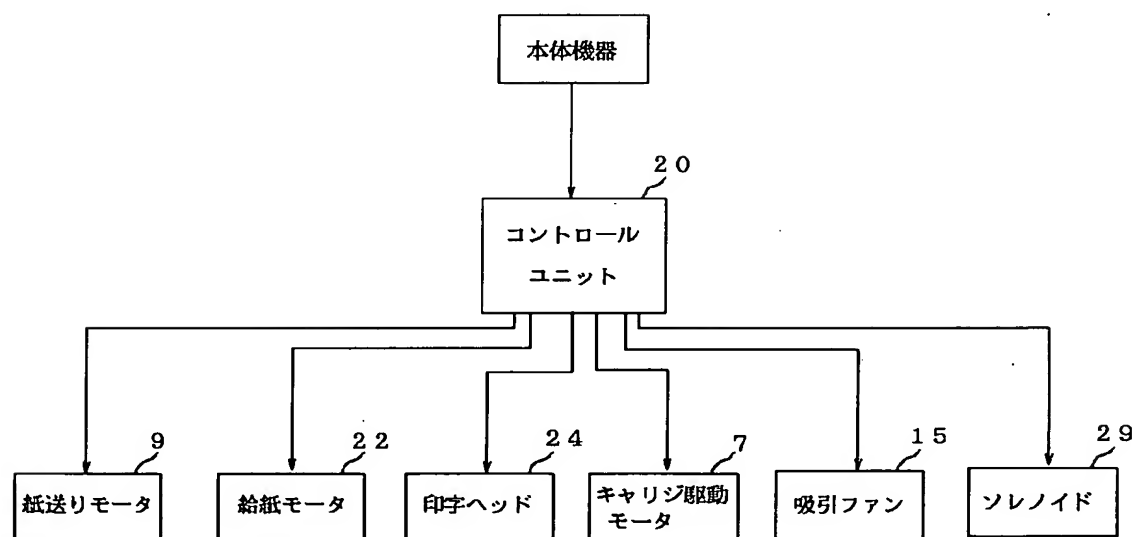 本体機器
20
コントロール
ユニット
9
22
24
7
15
29
紙送りモータ
給紙モータ
印字ヘッド
キャリジ駆動
モータ
吸引ファン
ソレノイド